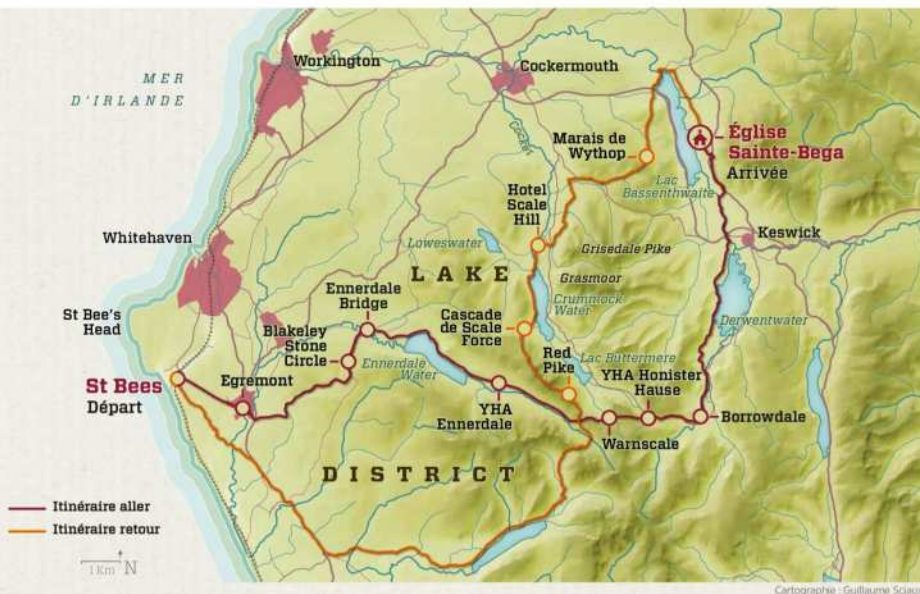 MER
D'IRLANDE
Workington
Cockermouth
Cocker
Marais de
Wythop
Église
Sainte-Bega
Arrivée
Lac
Bassenthwaite
Hotel
Scale
Hill
Keswick
Whitehaven
Loweswater
Grisedale Pike
LAKE
Grasmoor
Ennerdale
Bridge
Crummock
Water
St Bee's
Head
Cascade
de Scale
Force
Derwentwater
Blakeley
Stone
Circle
Ennerdale
Water
Red
Pike
Lac Buttermere
YHA Honister
Hause
St Bees
Départ
Egremont
YHA
Ennerdale
Borrowdale
Warnscale
DISTRICT
Itinéraire aller
Itinéraire retour
1 Km N